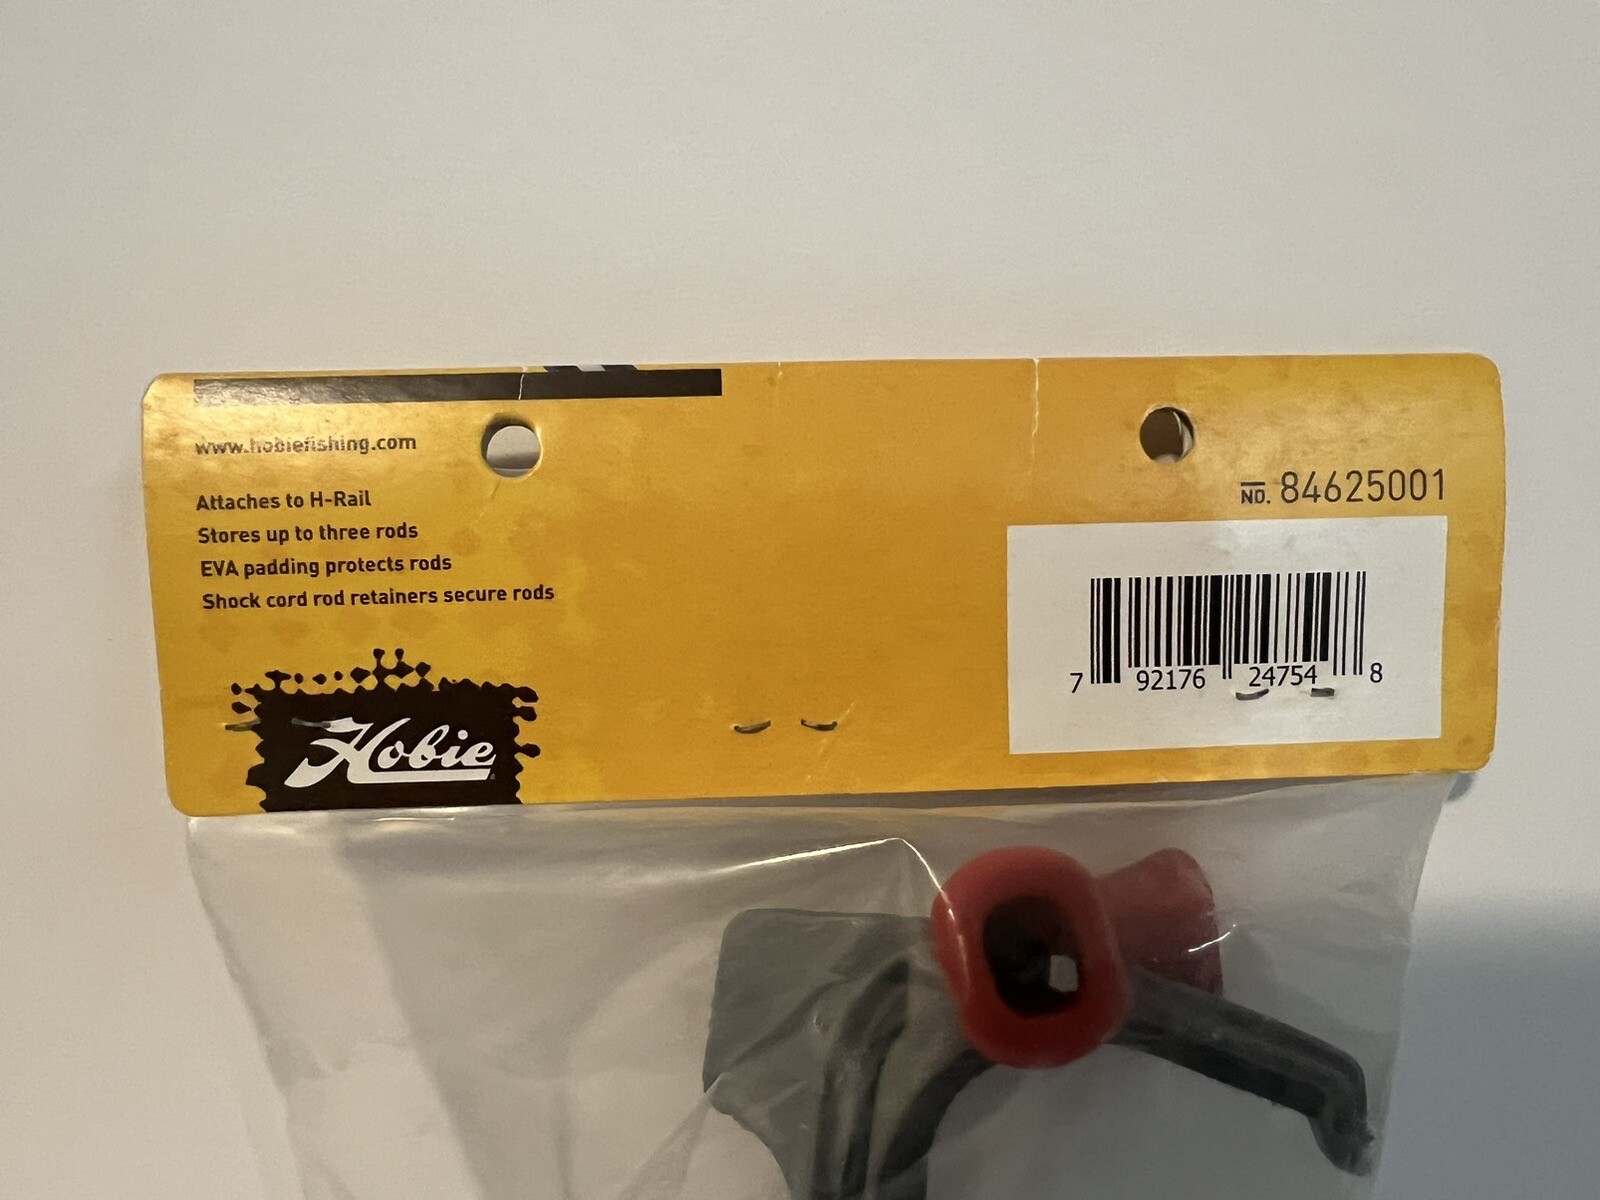 www.hobiefishing.com
Attaches to H-Rail
Stores up to three rods
EVA padding protects rods
Shock cord rod retainers secure rods
Hobie
NO. 84625001
7 92176 24754 8